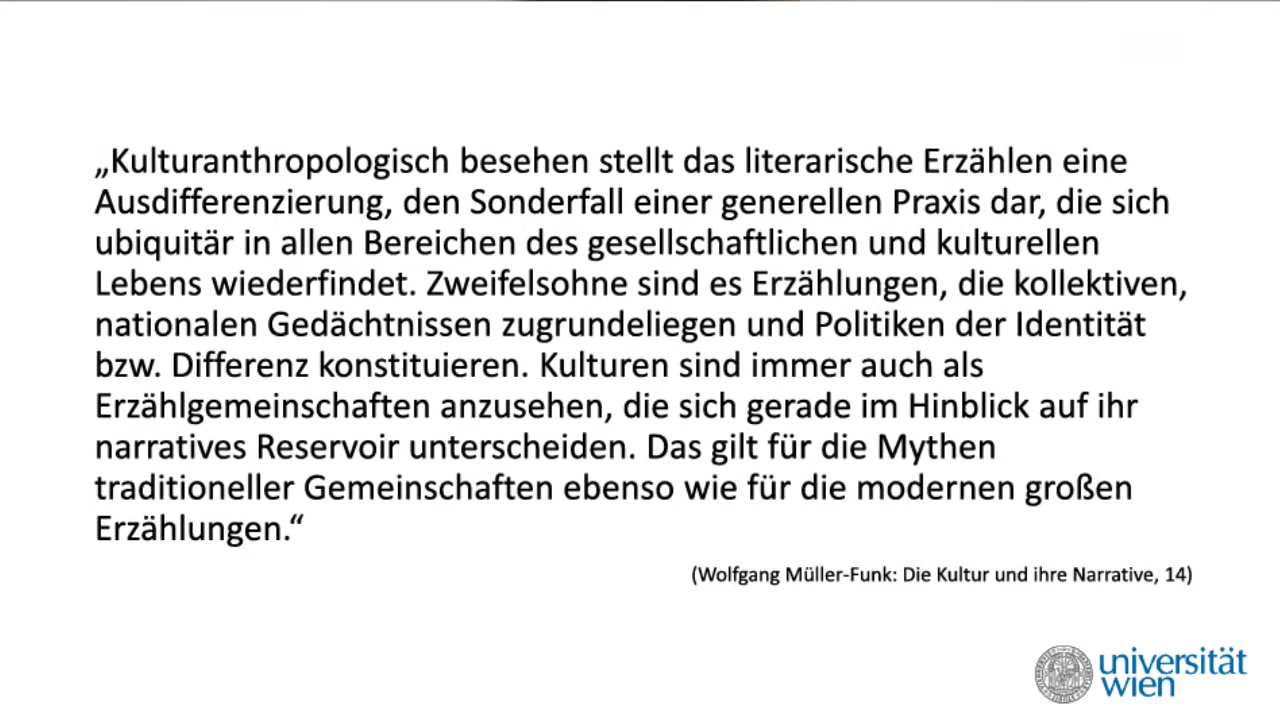 „Kulturanthropologisch besehen stellt das literarische Erzählen eine
Ausdifferenzierung, den Sonderfall einer generellen Praxis dar, die sich
ubiquitär in allen Bereichen des gesellschaftlichen und kulturellen
Lebens wiederfindet. Zweifelsohne sind es Erzählungen, die kollektiven,
nationalen Gedächtnissen zugrundeliegen und Politiken der Identität
bzw. Differenz konstituieren. Kulturen sind immer auch als
Erzählgemeinschaften anzusehen, die sich gerade im Hinblick auf ihr
narratives Reservoir unterscheiden. Das gilt für die Mythen
traditioneller Gemeinschaften ebenso wie für die modernen großen
Erzählungen.“
(Wolfgang Müller-Funk: Die Kultur und ihre Narrative, 14)
universität
wien